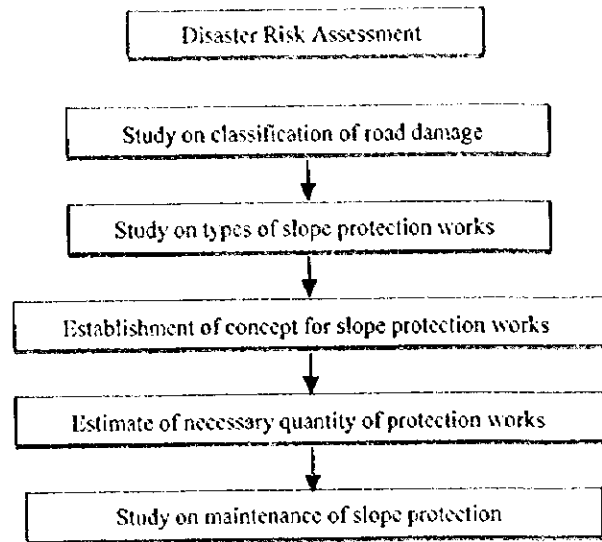 Disaster Risk Assessment
Study on classification of road damage
Study on types of slope protection works
Establishment of concept for slope protection works
Estimate of necessary quantity of protection works
Study on maintenance of slope protection